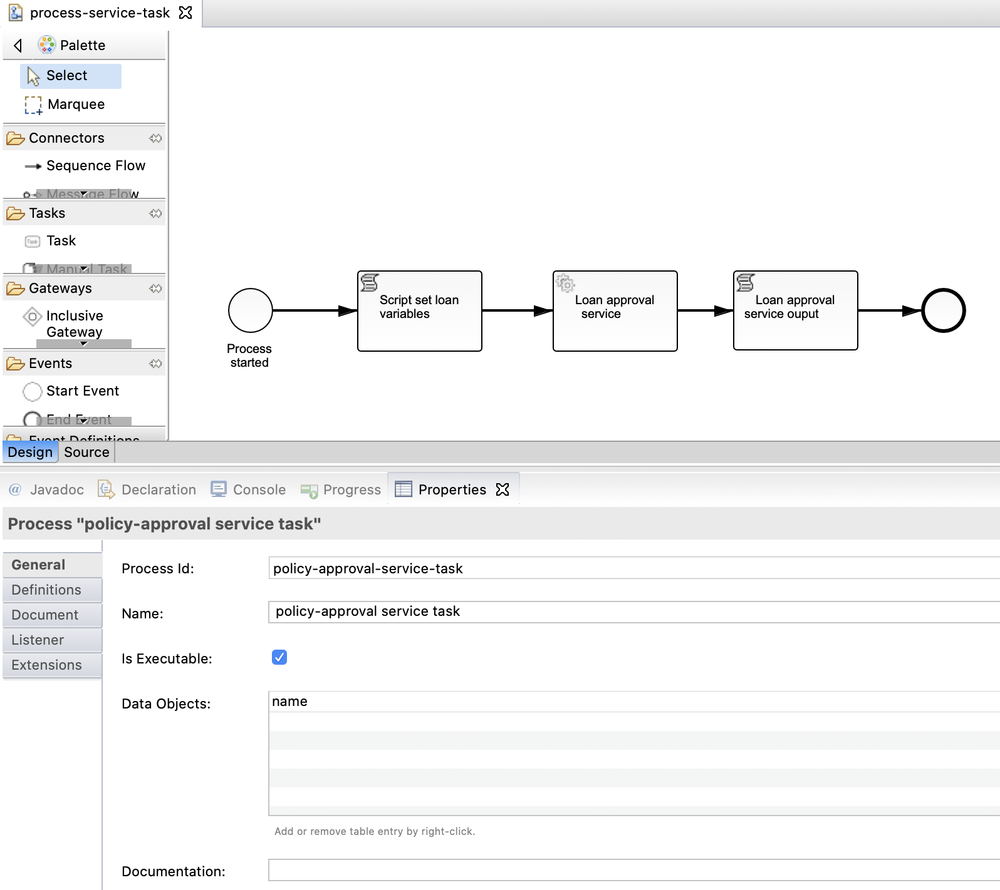 process-service-task
Palette
Select
Marquee
Connectors
Sequence Flow
Message Flow
Tasks
Task
Manual Task
Gateways
Inclusive
Gateway
Events
Start Event
End Event
Event Definitions
Process
started
Script set loan
variables
Loan approval
service
Loan approval
service ouput
Design Source
@ Javadoc Declaration Console Progress Properties
Process "policy-approval service task"
General
Definitions
Document
Listener
Extensions
Process Id: policy-approval-service-task
Name: policy-approval service task
Is Executable:
Data Objects: name
Add or remove table entry by right-click.
Documentation: